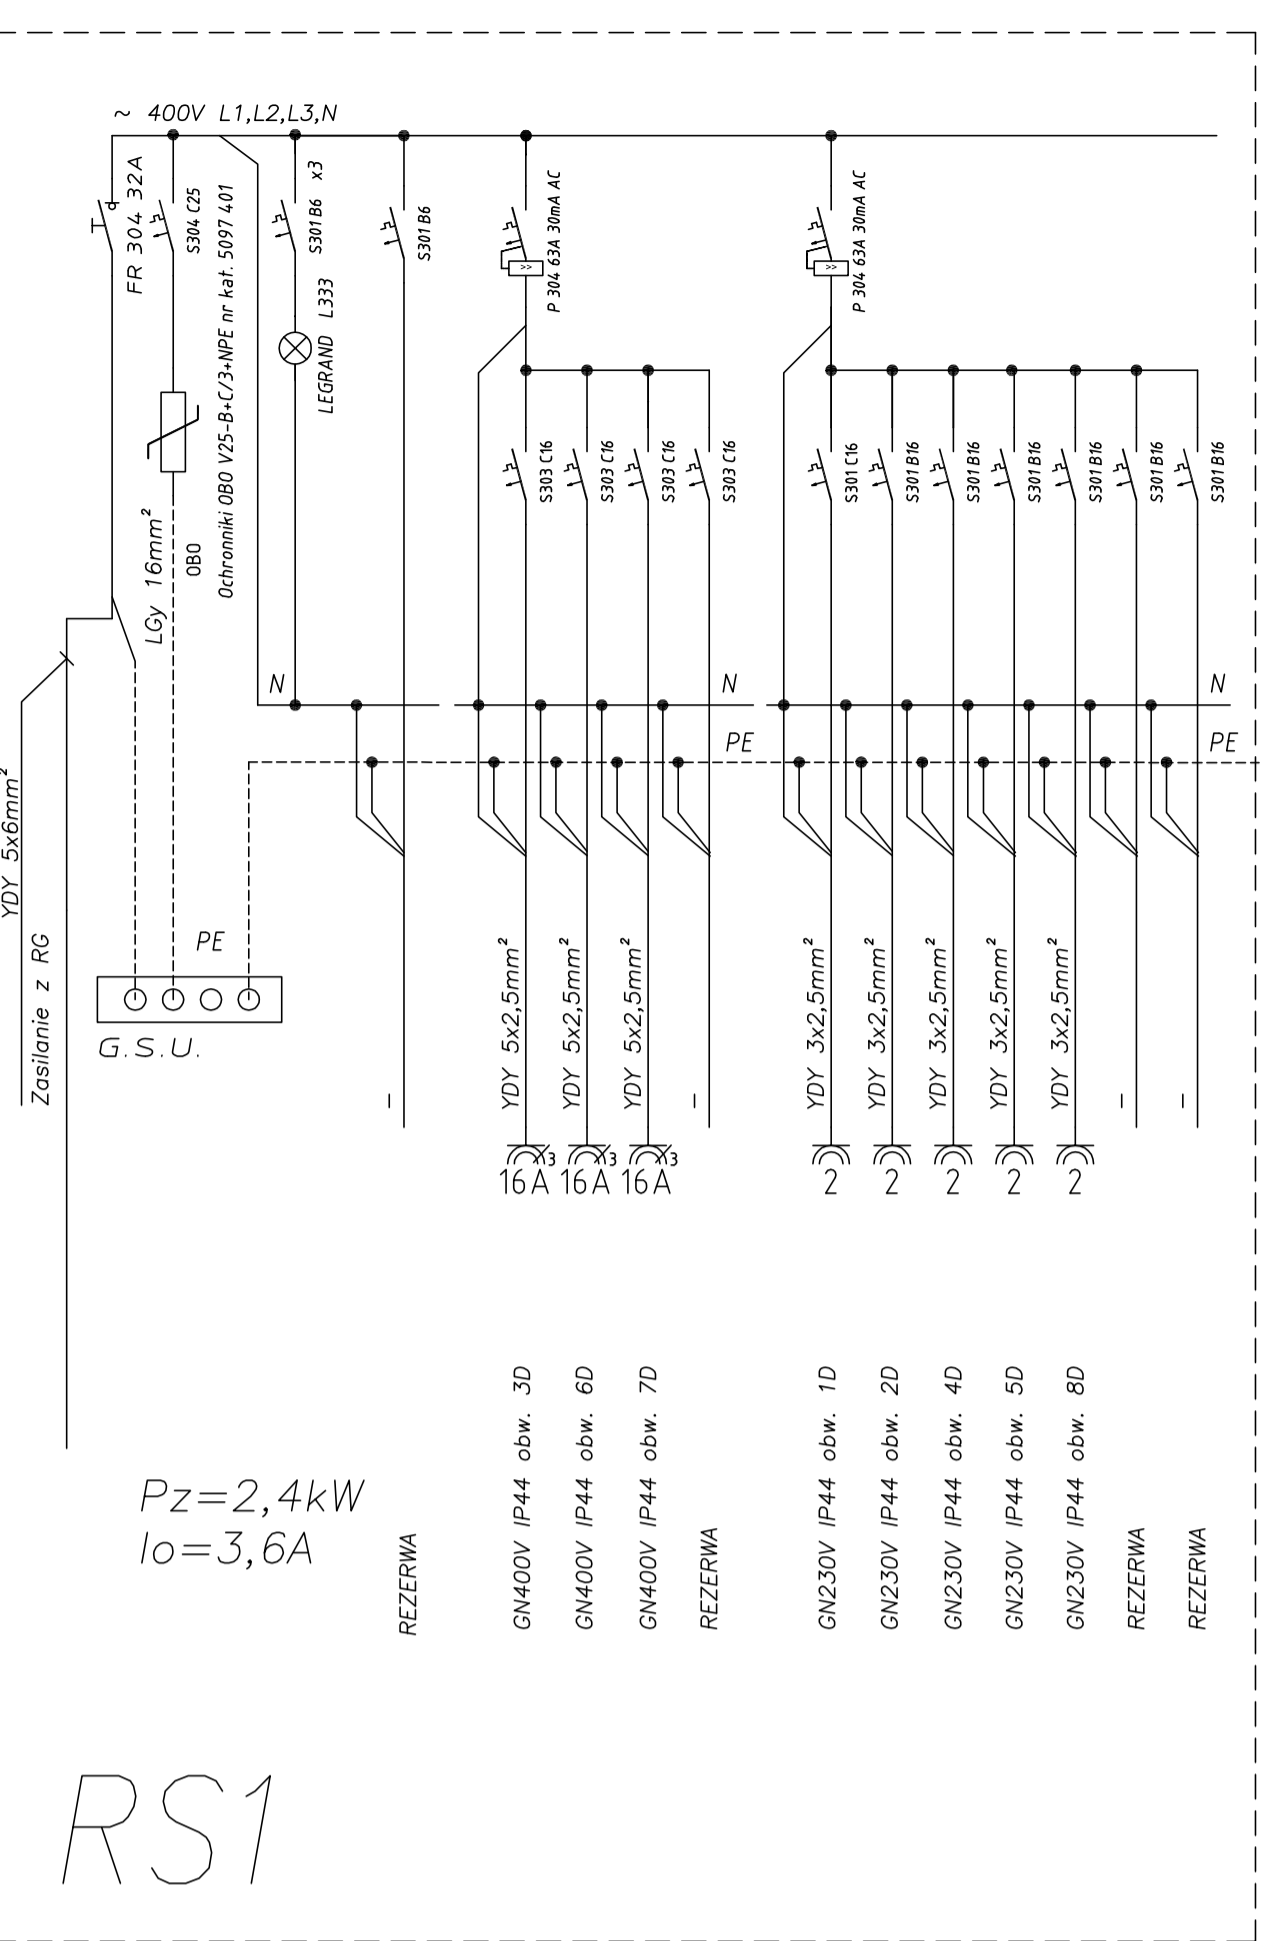 ~ 400V L1,L2,L3,N
FR 304 32A
S304 C25
Ochronniki OBO V25-B+C/3+NPE nr kat. 5097 401
S301 B6 x3
LEGRAND L333
S301 B6
P 304 63A 30mA AC
P 304 63A 30mA AC
>>
>>
S303 C16
S303 C16
S303 C16
S303 C16
S301 C16
S301 B16
S301 B16
S301 B16
S301 B16
S301 B16
S301 B16
LGy 16mm²
OBO
N
N
N
PE
PE
YDY 5x6mm²
Zasilanie z RG
PE
G.S.U.
–
YDY 5x2,5mm²
YDY 5x2,5mm²
YDY 5x2,5mm²
–
YDY 3x2,5mm²
YDY 3x2,5mm²
YDY 3x2,5mm²
YDY 3x2,5mm²
YDY 3x2,5mm²
–
–
3
3
3
16A
16A
16A
2
2
2
2
2
Pz=2,4kW
Io=3,6A
REZERWA
GN400V IP44 obw. 3D
GN400V IP44 obw. 6D
GN400V IP44 obw. 7D
REZERWA
GN230V IP44 obw. 1D
GN230V IP44 obw. 2D
GN230V IP44 obw. 4D
GN230V IP44 obw. 5D
GN230V IP44 obw. 8D
REZERWA
REZERWA
RS1